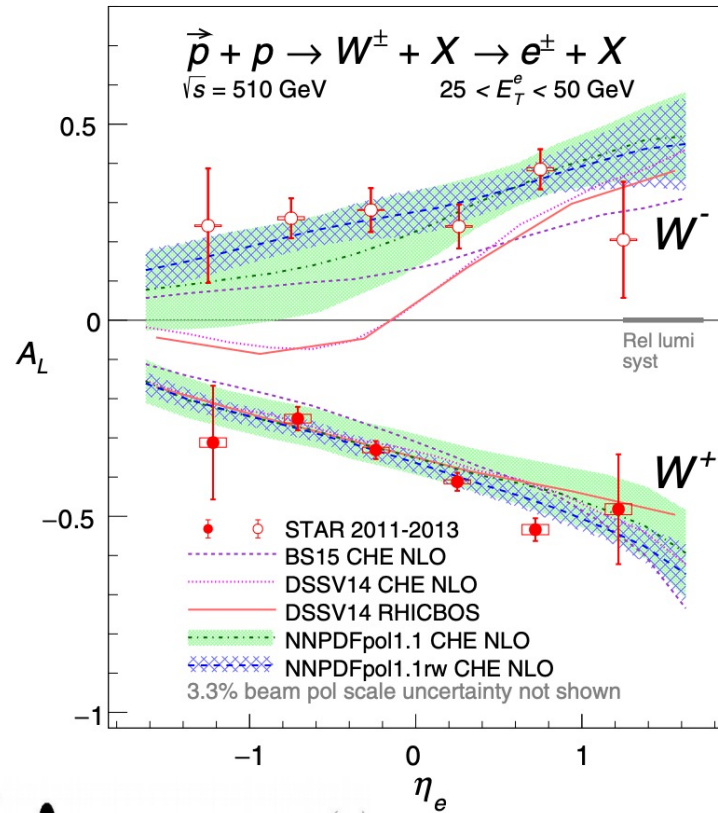 p⃗ + p → W± + X → e± + X
√s = 510 GeV 25 < E_T^e < 50 GeV
0.5
W-
0
Rel lumi
syst
A_L
W+
−0.5
STAR 2011-2013
BS15 CHE NLO
DSSV14 CHE NLO
DSSV14 RHICBOS
NNPDFpol1.1 CHE NLO
NNPDFpol1.1rw CHE NLO
3.3% beam pol scale uncertainty not shown
−1
−1 0 1
η_e